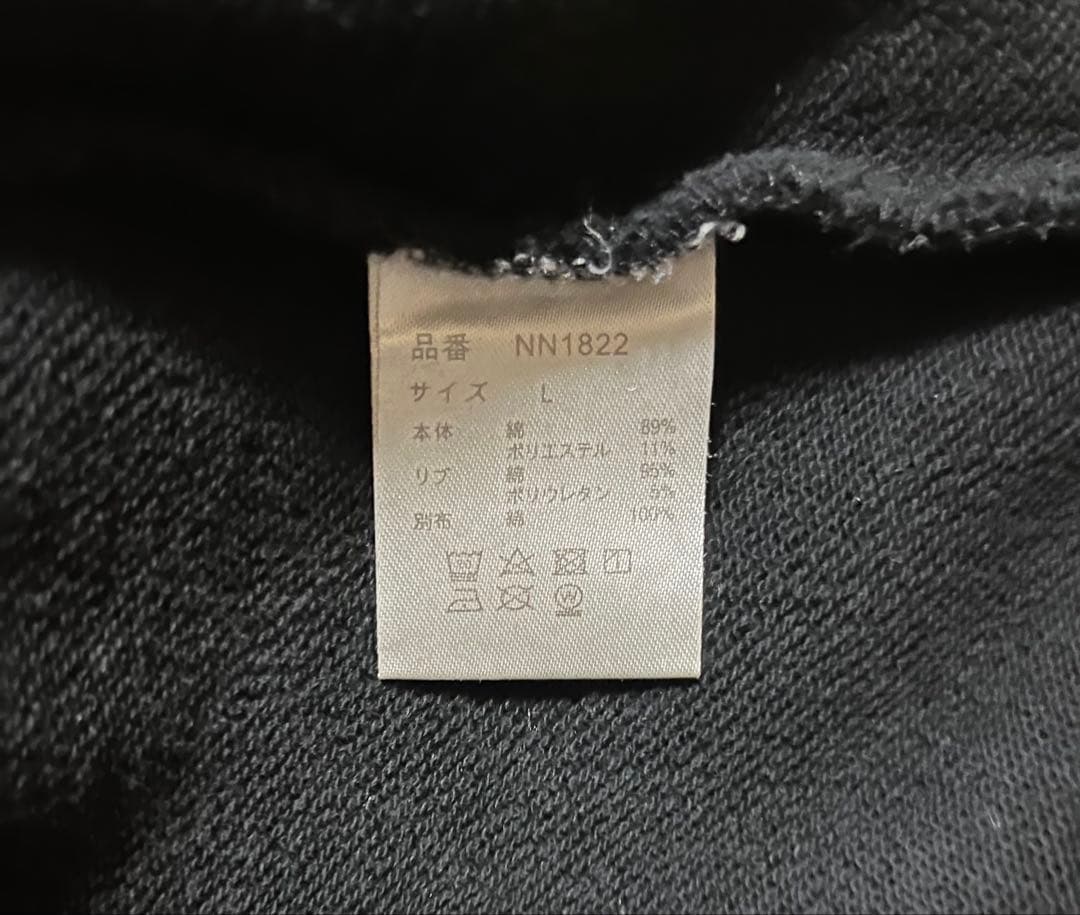 品番 NN1822
サイズ L
本体 綿 89%
ポリエステル 11%
リブ 綿 95%
ポリウレタン 5%
別布 綿 100%